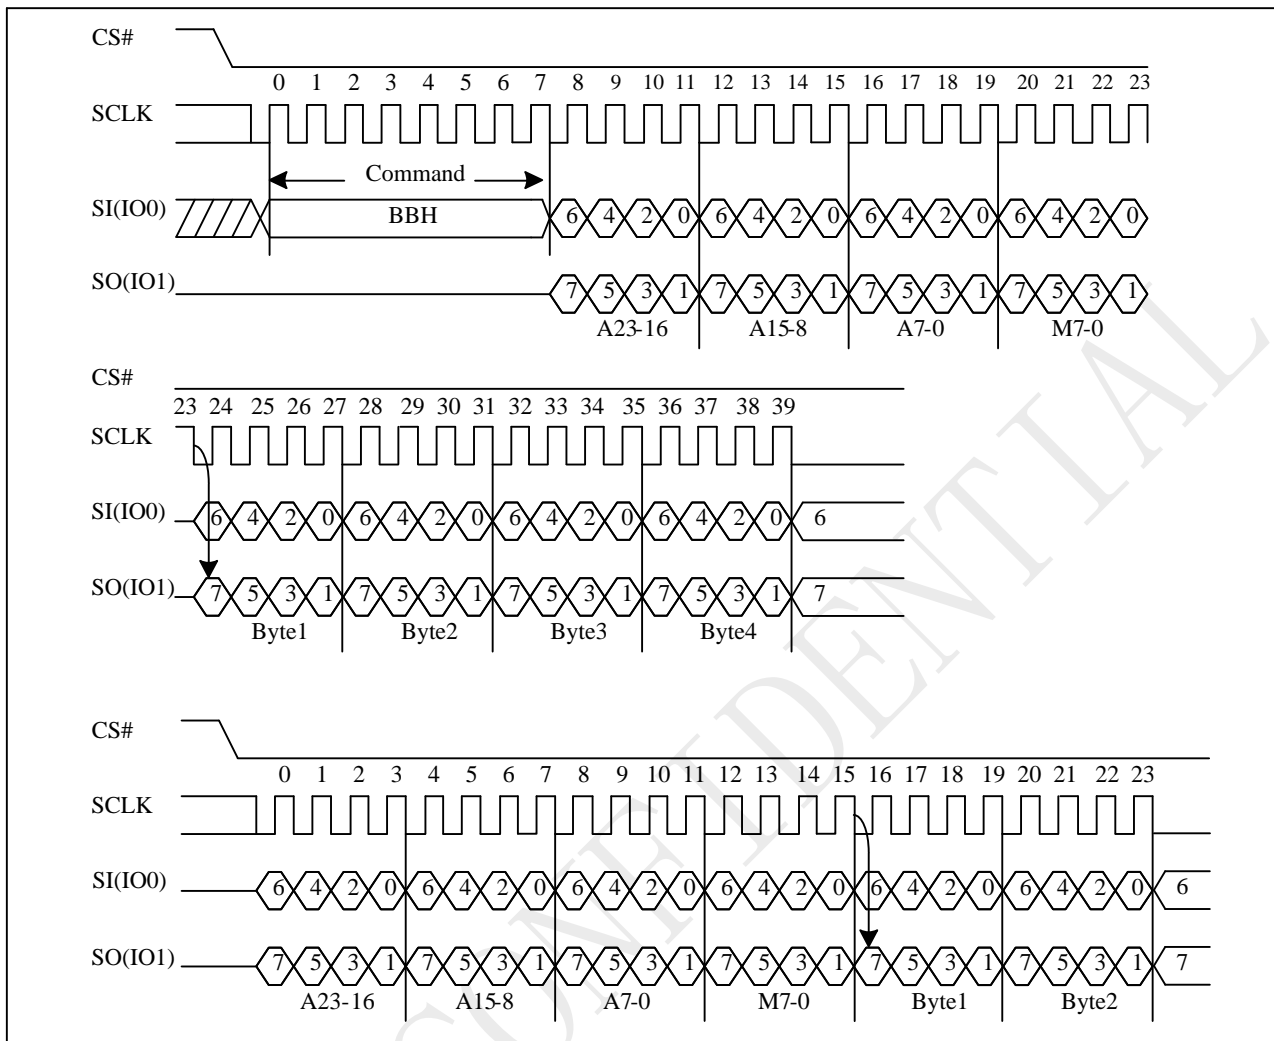 CS#
0 1 2 3 4 5 6 7 8 9 10 11 12 13 14 15 16 17 18 19 20 21 22 23
SCLK
Command
SI(IO0) BBH 6 4 2 0 6 4 2 0 6 4 2 0 6 4 2 0
SO(IO1) 7 5 3 1 7 5 3 1 7 5 3 1 7 5 3 1
A23-16 A15-8 A7-0 M7-0
CS#
23 24 25 26 27 28 29 30 31 32 33 34 35 36 37 38 39
SCLK
SI(IO0) 6 4 2 0 6 4 2 0 6 4 2 0 6 4 2 0 6
SO(IO1) 7 5 3 1 7 5 3 1 7 5 3 1 7 5 3 1 7
Byte1 Byte2 Byte3 Byte4
CS#
0 1 2 3 4 5 6 7 8 9 10 11 12 13 14 15 16 17 18 19 20 21 22 23
SCLK
SI(IO0) 6 4 2 0 6 4 2 0 6 4 2 0 6 4 2 0 6 4 2 0 6 4 2 0 6
SO(IO1) 7 5 3 1 7 5 3 1 7 5 3 1 7 5 3 1 7 5 3 1 7 5 3 1 7
A23-16 A15-8 A7-0 M7-0 Byte1 Byte2
CONFIDENTIAL